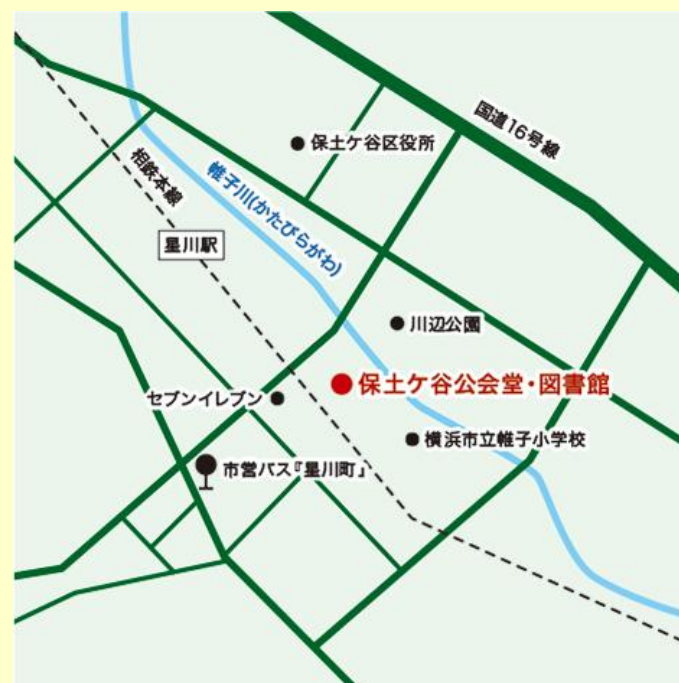 国道16号線
保土ケ谷区役所
相鉄本線
帷子川(かたびらがわ)
星川駅
川辺公園
保土ケ谷公会堂・図書館
セブンイレブン
横浜市立帷子小学校
市営バス『星川町』